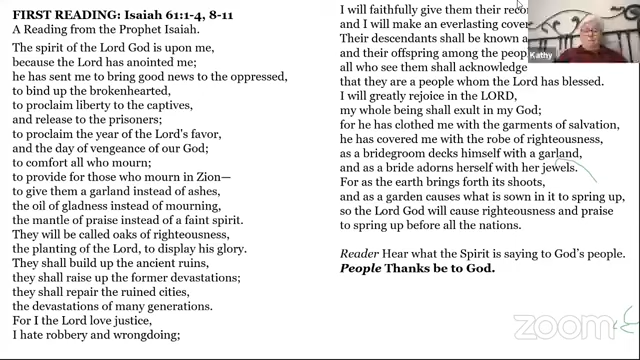 FIRST READING: Isaiah 61:1-4, 8-11
A Reading from the Prophet Isaiah.
The spirit of the Lord God is upon me,
because the Lord has anointed me;
he has sent me to bring good news to the oppressed,
to bind up the brokenhearted,
to proclaim liberty to the captives,
and release to the prisoners;
to proclaim the year of the Lord's favor,
and the day of vengeance of our God;
to comfort all who mourn;
to provide for those who mourn in Zion—
to give them a garland instead of ashes,
the oil of gladness instead of mourning,
the mantle of praise instead of a faint spirit.
They will be called oaks of righteousness,
the planting of the Lord, to display his glory.
They shall build up the ancient ruins,
they shall raise up the former devastations;
they shall repair the ruined cities,
the devastations of many generations.
For I the Lord love justice,
I hate robbery and wrongdoing;
I will faithfully give them their
and I will make an everlasting
Their descendants shall be known
and their offspring among the
all who see them shall acknowledge
that they are a people whom the Lord has blessed.
I will greatly rejoice in the LORD,
my whole being shall exult in my God;
for he has clothed me with the garments of salvation,
he has covered me with the robe of righteousness,
as a bridegroom decks himself with a garland,
and as a bride adorns herself with her jewels.
For as the earth brings forth its shoots,
and as a garden causes what is sown in it to spring up,
so the Lord God will cause righteousness and praise
to spring up before all the nations.
Reader Hear what the Spirit is saying to God's people.
People Thanks be to God.
Kathy
zoom